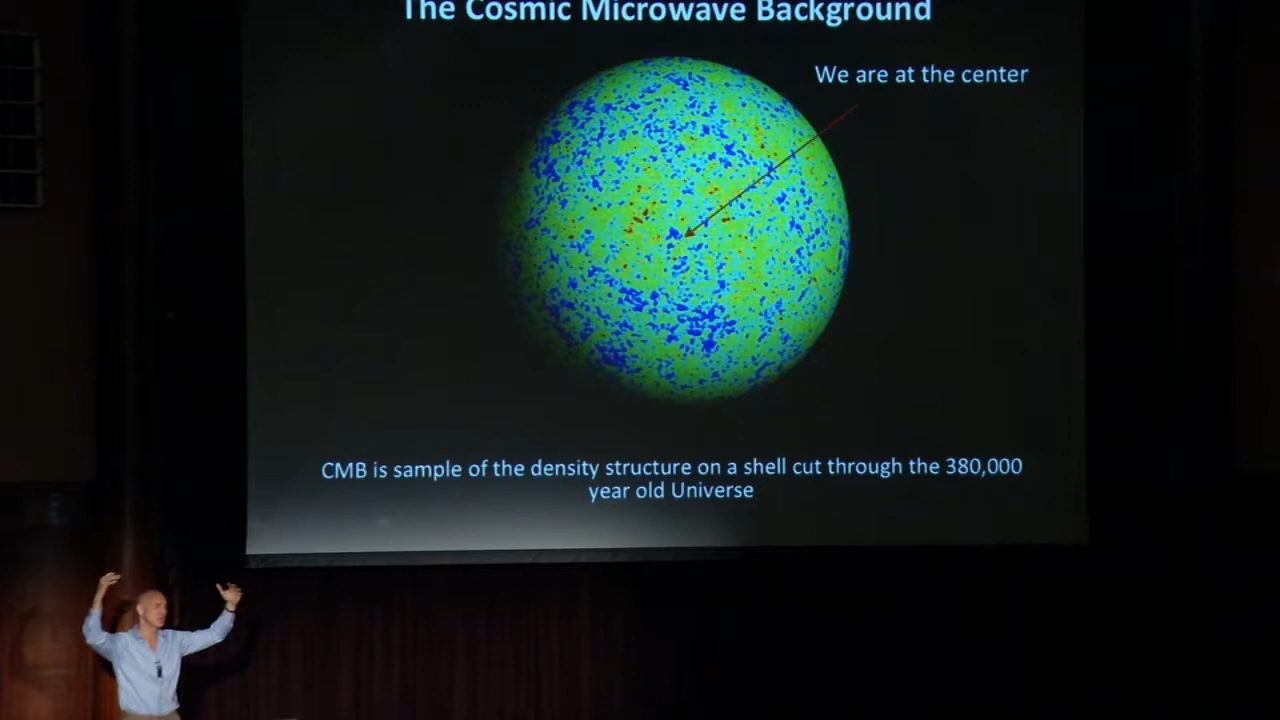 The Cosmic Microwave Background
We are at the center
CMB is sample of the density structure on a shell cut through the 380,000
year old Universe